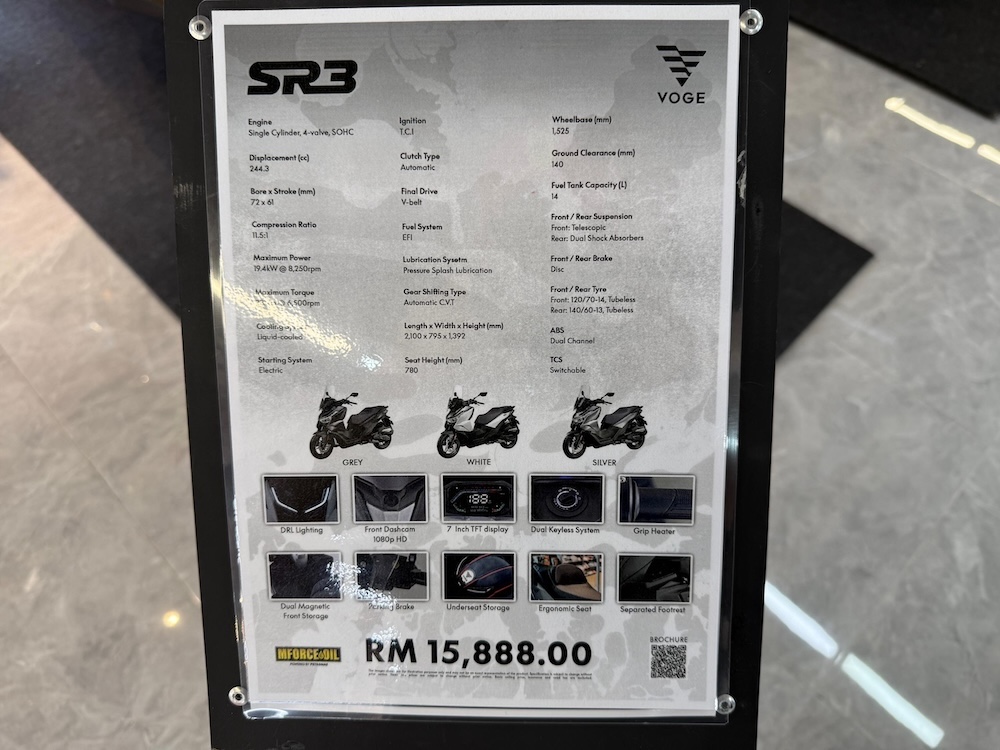 SR3
VOGE
Engine
Single Cylinder, 4-valve, SOHC
Displacement (cc)
244.3
Bore x Stroke (mm)
72 x 61
Compression Ratio
11.5:1
Maximum Power
19.4kW @ 8,250rpm
Maximum Torque
6,500rpm
Cooling
Liquid-cooled
Starting System
Electric
Ignition
T.C.I
Clutch Type
Automatic
Final Drive
V-belt
Fuel System
EFI
Lubrication Sysetm
Pressure Splash Lubrication
Gear Shifting Type
Automatic C.V.T
Length x Width x Height (mm)
2,100 x 795 x 1,392
Seat Height (mm)
780
Wheelbase (mm)
1,525
Ground Clearance (mm)
140
Fuel Tank Capacity (L)
14
Front / Rear Suspension
Front: Telescopic
Rear: Dual Shock Absorbers
Front / Rear Brake
Disc
Front / Rear Tyre
Front: 120/70-14, Tubeless
Rear: 140/60-13, Tubeless
ABS
Dual Channel
TCS
Switchable
GREY
WHITE
SILVER
188
DRL Lighting
Front Dashcam
1080p HD
7 Inch TFT display
Dual Keyless System
Grip Heater
Dual Magnetic
Front Storage
Parking Brake
Underseat Storage
Ergonomic Seat
Separated Footrest
MFORCE OIL
RM 15,888.00
BROCHURE